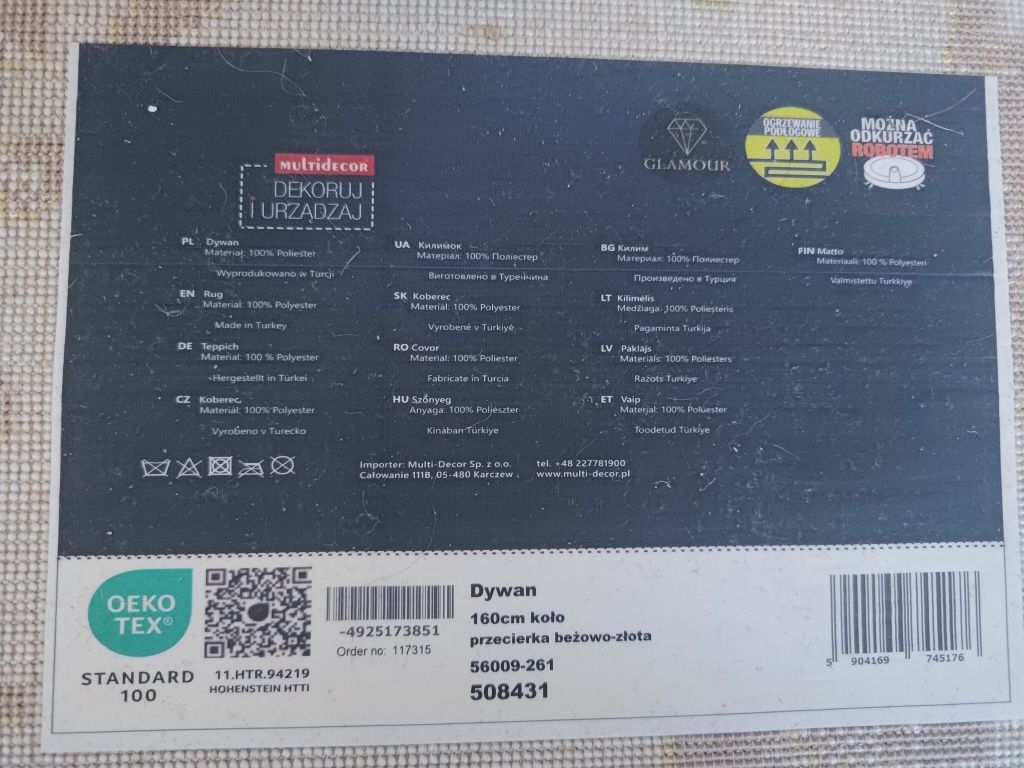 MULTIDECOR
DEKORUJ
I URZĄDZAJ
GLAMOUR
OGRZEWANIE
PODŁOGOWE
MOŻNA
ODKURZAĆ
ROBOTEM
PL Dywan
Materiał: 100% Poliester
Wyprodukowano w Turcji
EN Rug
Material: 100% Polyester
Made in Turkey
DE Teppich
Material: 100 % Polyester
Hergestellt in Türkei
CZ Koberec
Materiál: 100% Polyester
Vyrobeno v Turecko
UA Килимок
Матеріал: 100% Поліестер
Виготовлено в Туреччина
SK Koberec
Materiál: 100% Polyester
Vyrobené v Türkiye
RO Covor
Material: 100% Poliester
Fabricate in Turcia
HU Szőnyeg
Anyaga: 100% Poliészter
Kínában Türkiye
BG Килим
Материал: 100% Полиестер
Произведено в Турция
LT Kilimėlis
Medžiaga: 100% Poliesteris
Pagaminta Turkija
LV Paklājs
Materiāls: 100% Poliesters
Ražots Turkiye
ET Vaip
Materjal: 100% Polüester
Toodetud Türkiye
FIN Matto
Materiaali: 100 % Polyesteri
Valmistettu Turkkiye
Importer: Multi-Decor Sp. z o.o.
Całowanie 111B, 05-480 Karczew
tel. +48 227781900
www.multi-decor.pl
OEKO
TEX®
STANDARD
100
11.HTR.94219
HOHENSTEIN HTTI
-4925173851
Order no: 117315
Dywan
160cm koło
przecierka beżowo-złota
56009-261
508431
5 904169 745176